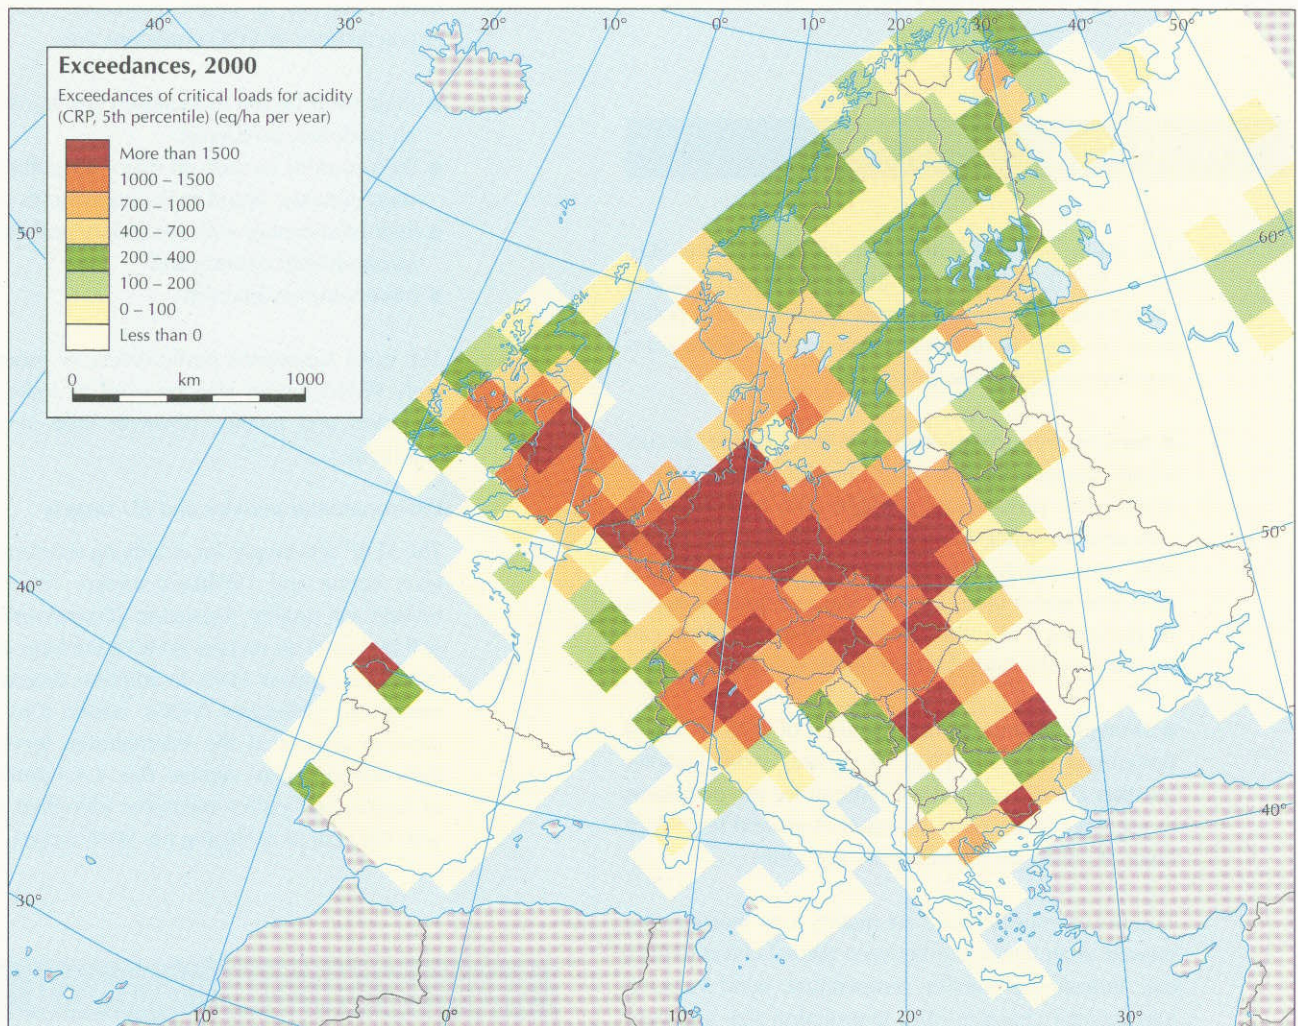 40° 30° 20° 10° 0° 10° 20° 30° 40° 50°
Exceedances, 2000
Exceedances of critical loads for acidity
(CRP, 5th percentile) (eq/ha per year)
More than 1500
1000 – 1500
700 – 1000
400 – 700
200 – 400
100 – 200
0 – 100
Less than 0
0 km 1000
50°
60°
50°
40°
40°
30°
10° 0° 10° 20° 30°